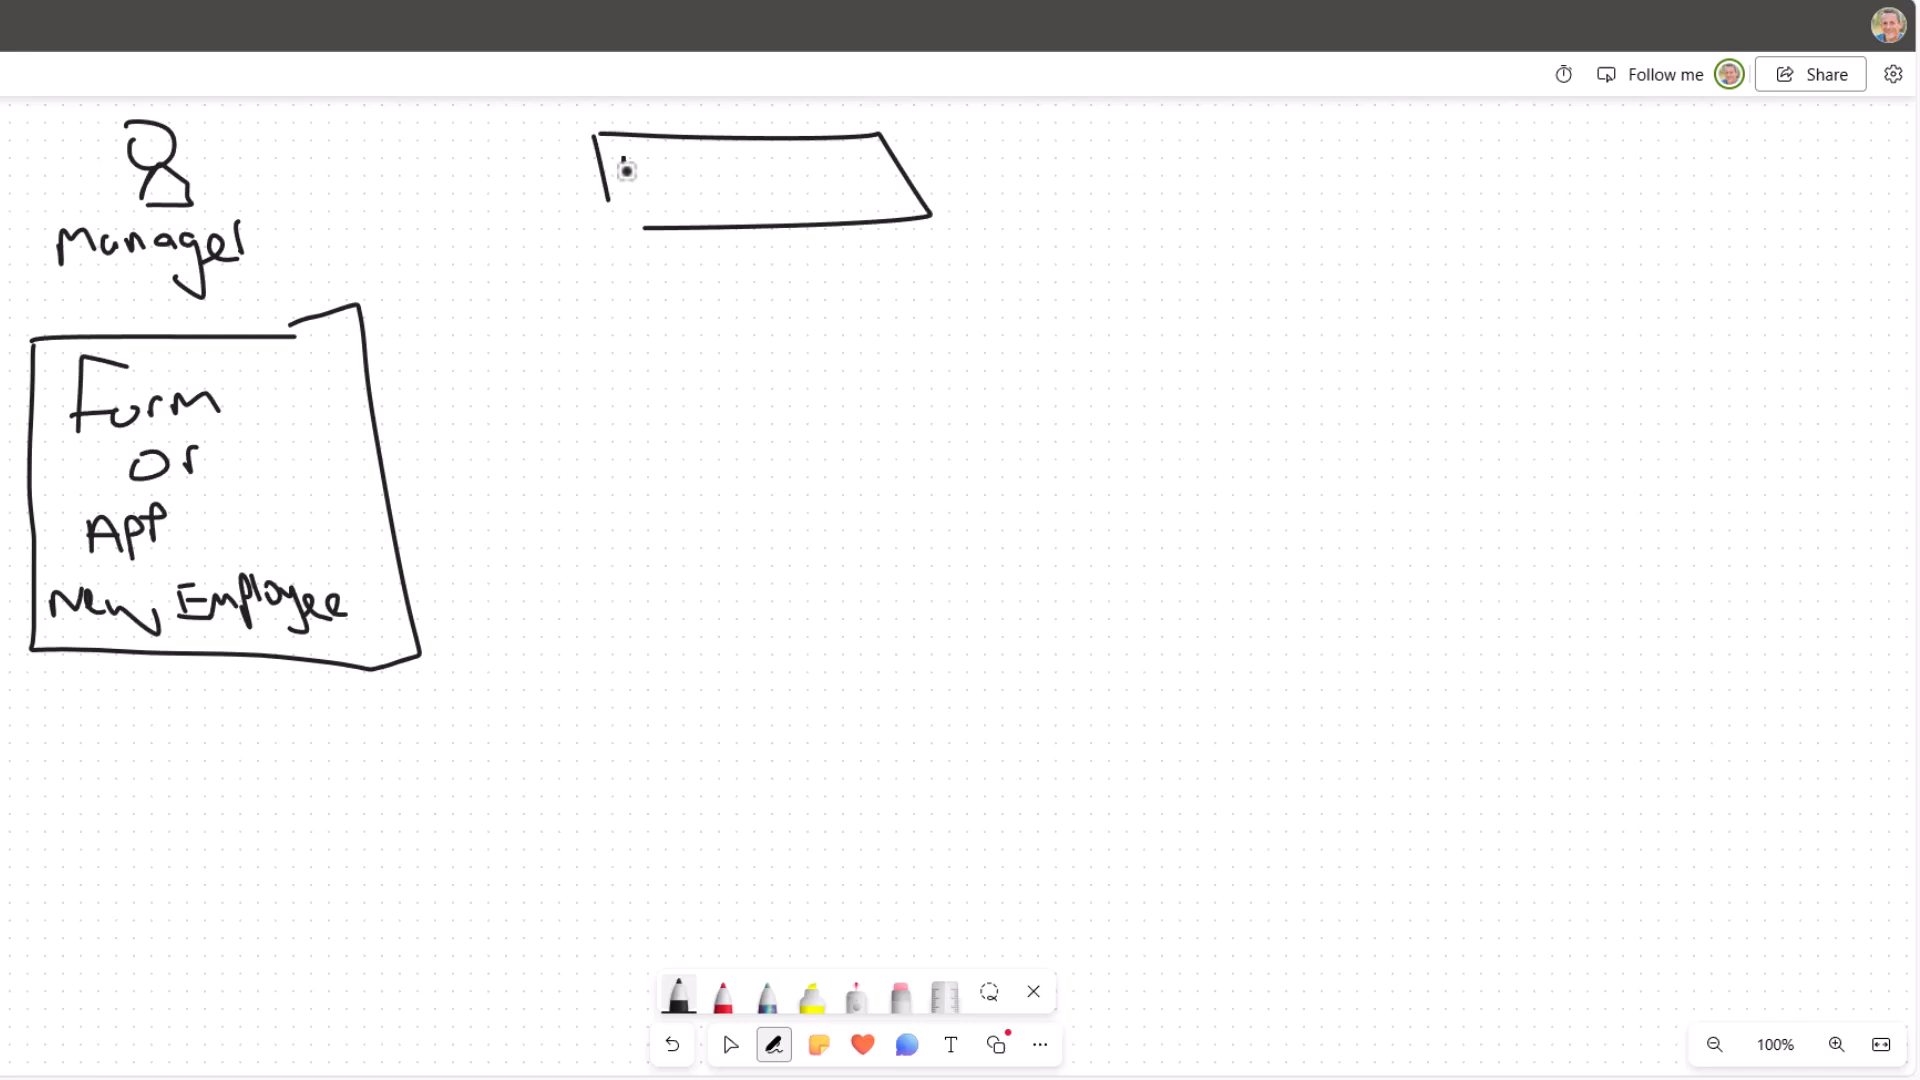 Follow me
Share
Manager
Form
or
App
New Employee
100%